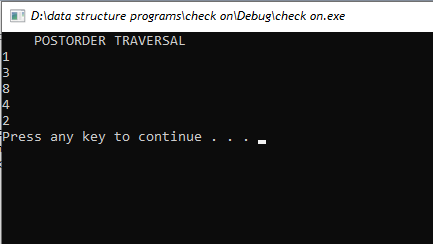 D:\data structure programs\check on\Debug\check on.exe
POSTORDER TRAVERSAL
1
3
8
4
2
Press any key to continue . . .